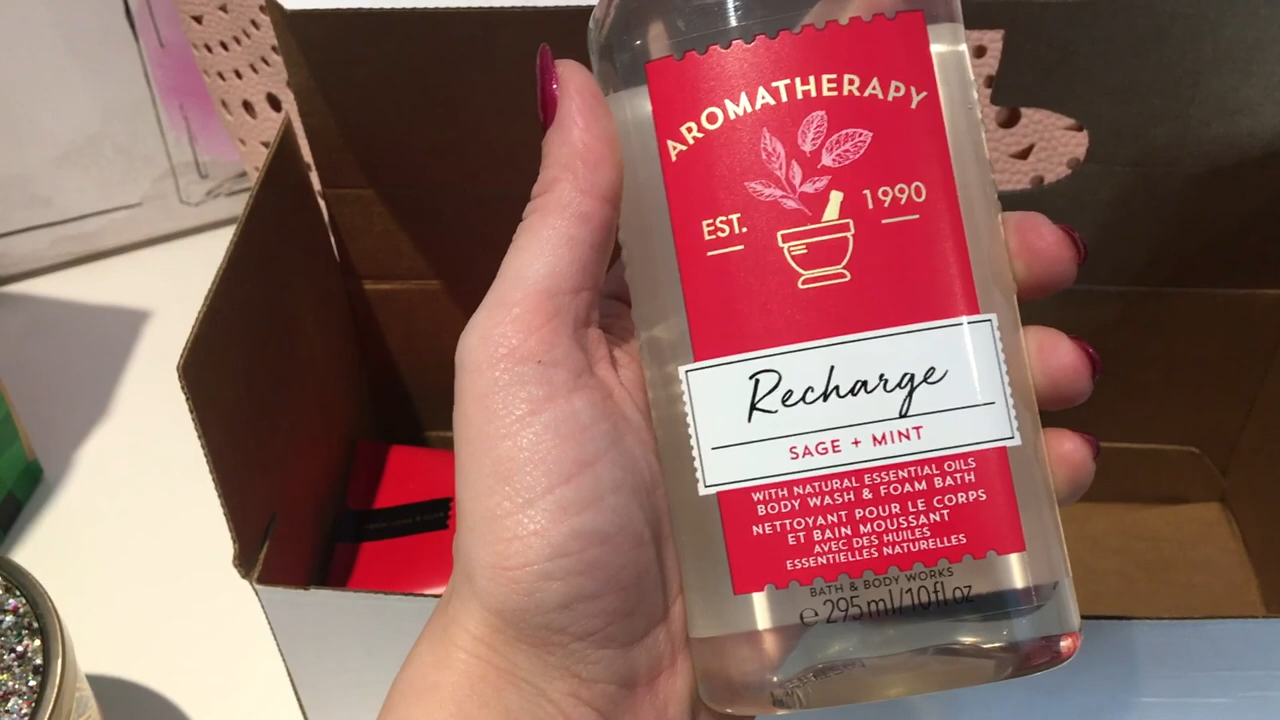 AROMATHERAPY
EST.
1990
Recharge
SAGE + MINT
WITH NATURAL ESSENTIAL OILS
BODY WASH & FOAM BATH
NETTOYANT POUR LE CORPS
ET BAIN MOUSSANT
AVEC DES HUILES
ESSENTIELLES NATURELLES
BATH & BODY WORKS
℮ 295 ml/10 fl oz